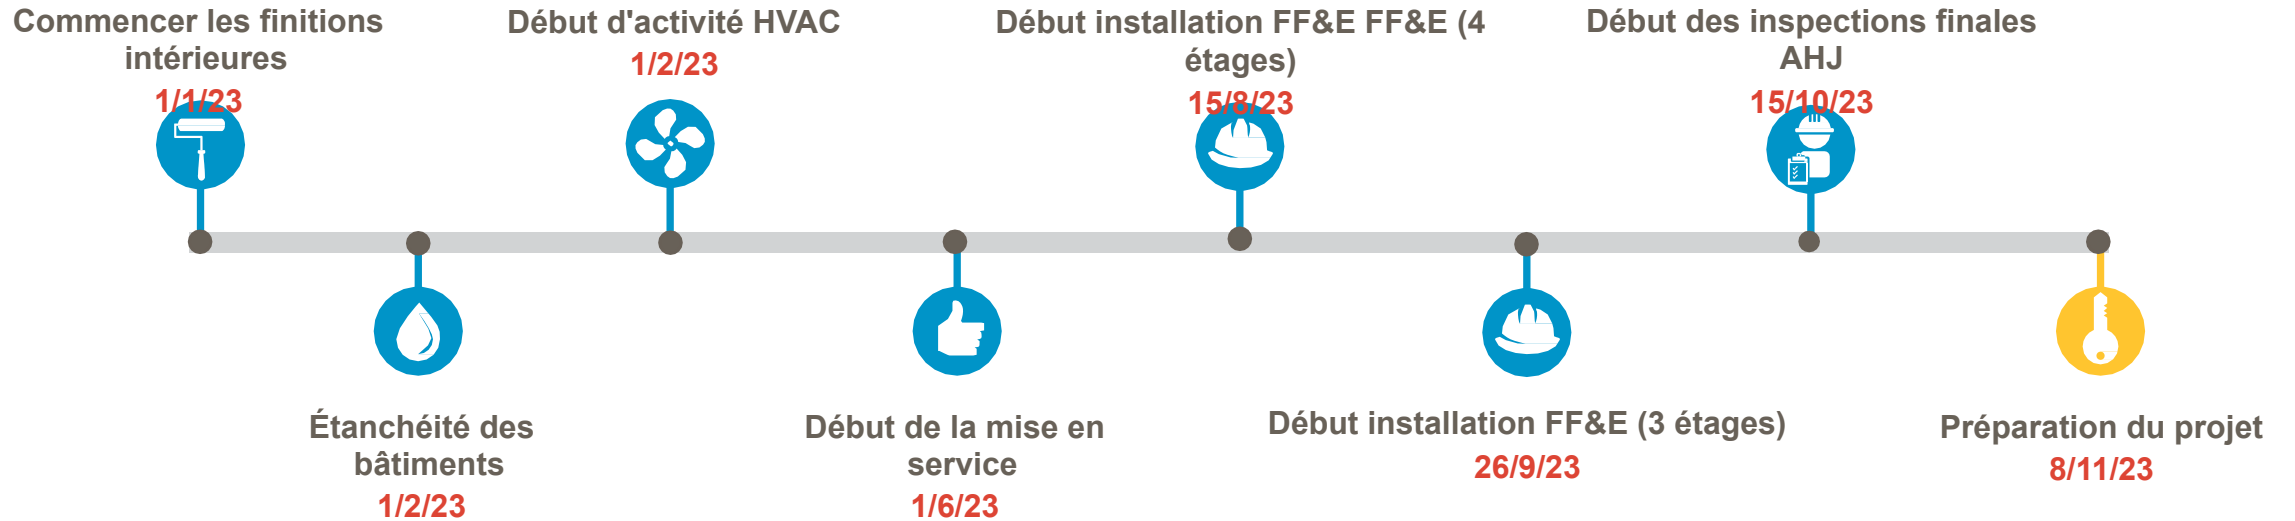 Commencer les finitions
intérieures
1/1/23
Étanchéité des
bâtiments
1/2/23
Début d'activité HVAC
1/2/23
Début de la mise en
service
1/6/23
Début installation FF&E FF&E (4
étages)
15/8/23
Début installation FF&E (3 étages)
26/9/23
Début des inspections finales
AHJ
15/10/23
Préparation du projet
8/11/23